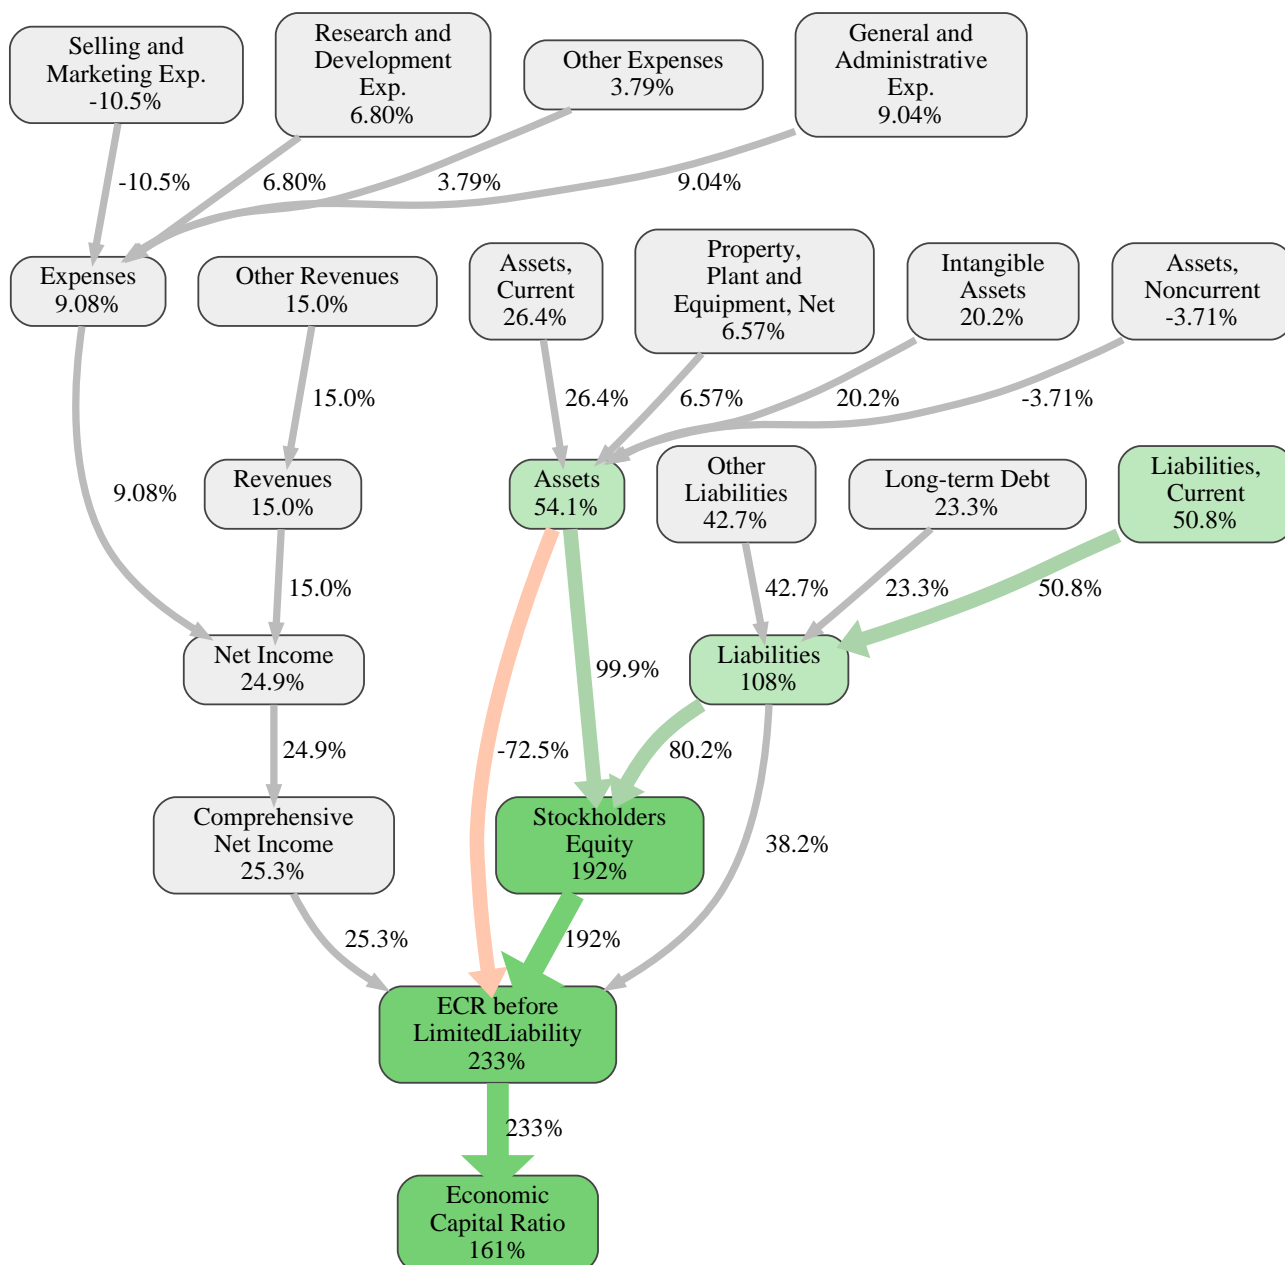 Selling and
Marketing Exp.
-10.5%
Research and
Development
Exp.
6.80%
Other Expenses
3.79%
General and
Administrative
Exp.
9.04%
-10.5%
6.80%
3.79%
9.04%
Expenses
9.08%
Other Revenues
15.0%
Assets,
Current
26.4%
Property,
Plant and
Equipment, Net
6.57%
Intangible
Assets
20.2%
Assets,
Noncurrent
-3.71%
15.0%
26.4%
6.57%
20.2%
-3.71%
9.08%
Revenues
15.0%
Assets
54.1%
Other
Liabilities
42.7%
Long-term Debt
23.3%
Liabilities,
Current
50.8%
15.0%
42.7%
23.3%
50.8%
Net Income
24.9%
99.9%
Liabilities
108%
24.9%
-72.5%
80.2%
Comprehensive
Net Income
25.3%
Stockholders
Equity
192%
38.2%
25.3%
192%
ECR before
LimitedLiability
233%
233%
Economic
Capital Ratio
161%